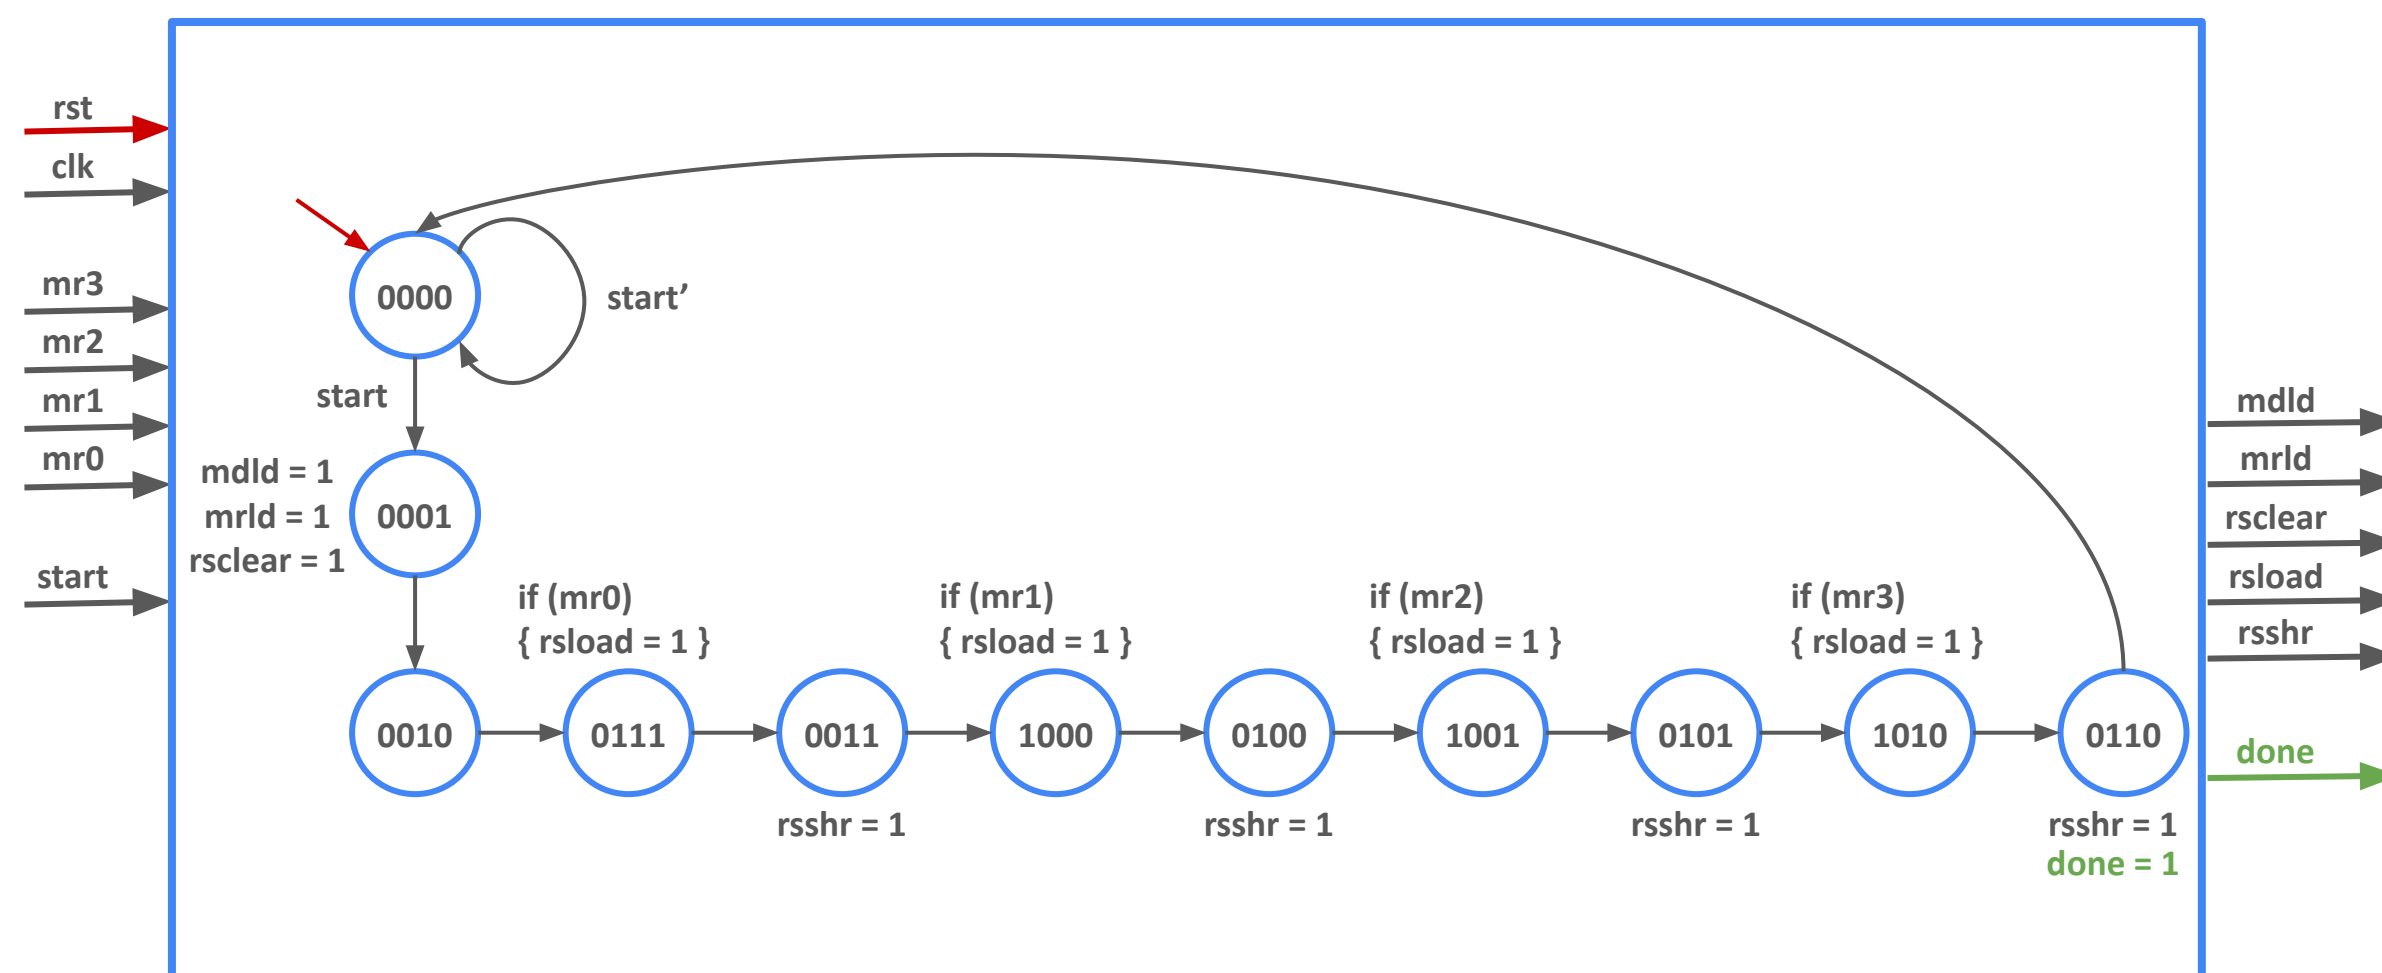 rst
clk
mr3
mr2
mr1
mr0
start
0000
start’
start
mdld = 1
mrld = 1
rsclear = 1
0001
if (mr0)
{ rsload = 1 }
if (mr1)
{ rsload = 1 }
if (mr2)
{ rsload = 1 }
if (mr3)
{ rsload = 1 }
0010
0111
0011
1000
0100
1001
0101
1010
0110
rsshr = 1
rsshr = 1
rsshr = 1
rsshr = 1
done = 1
mdld
mrld
rsclear
rsload
rsshr
done